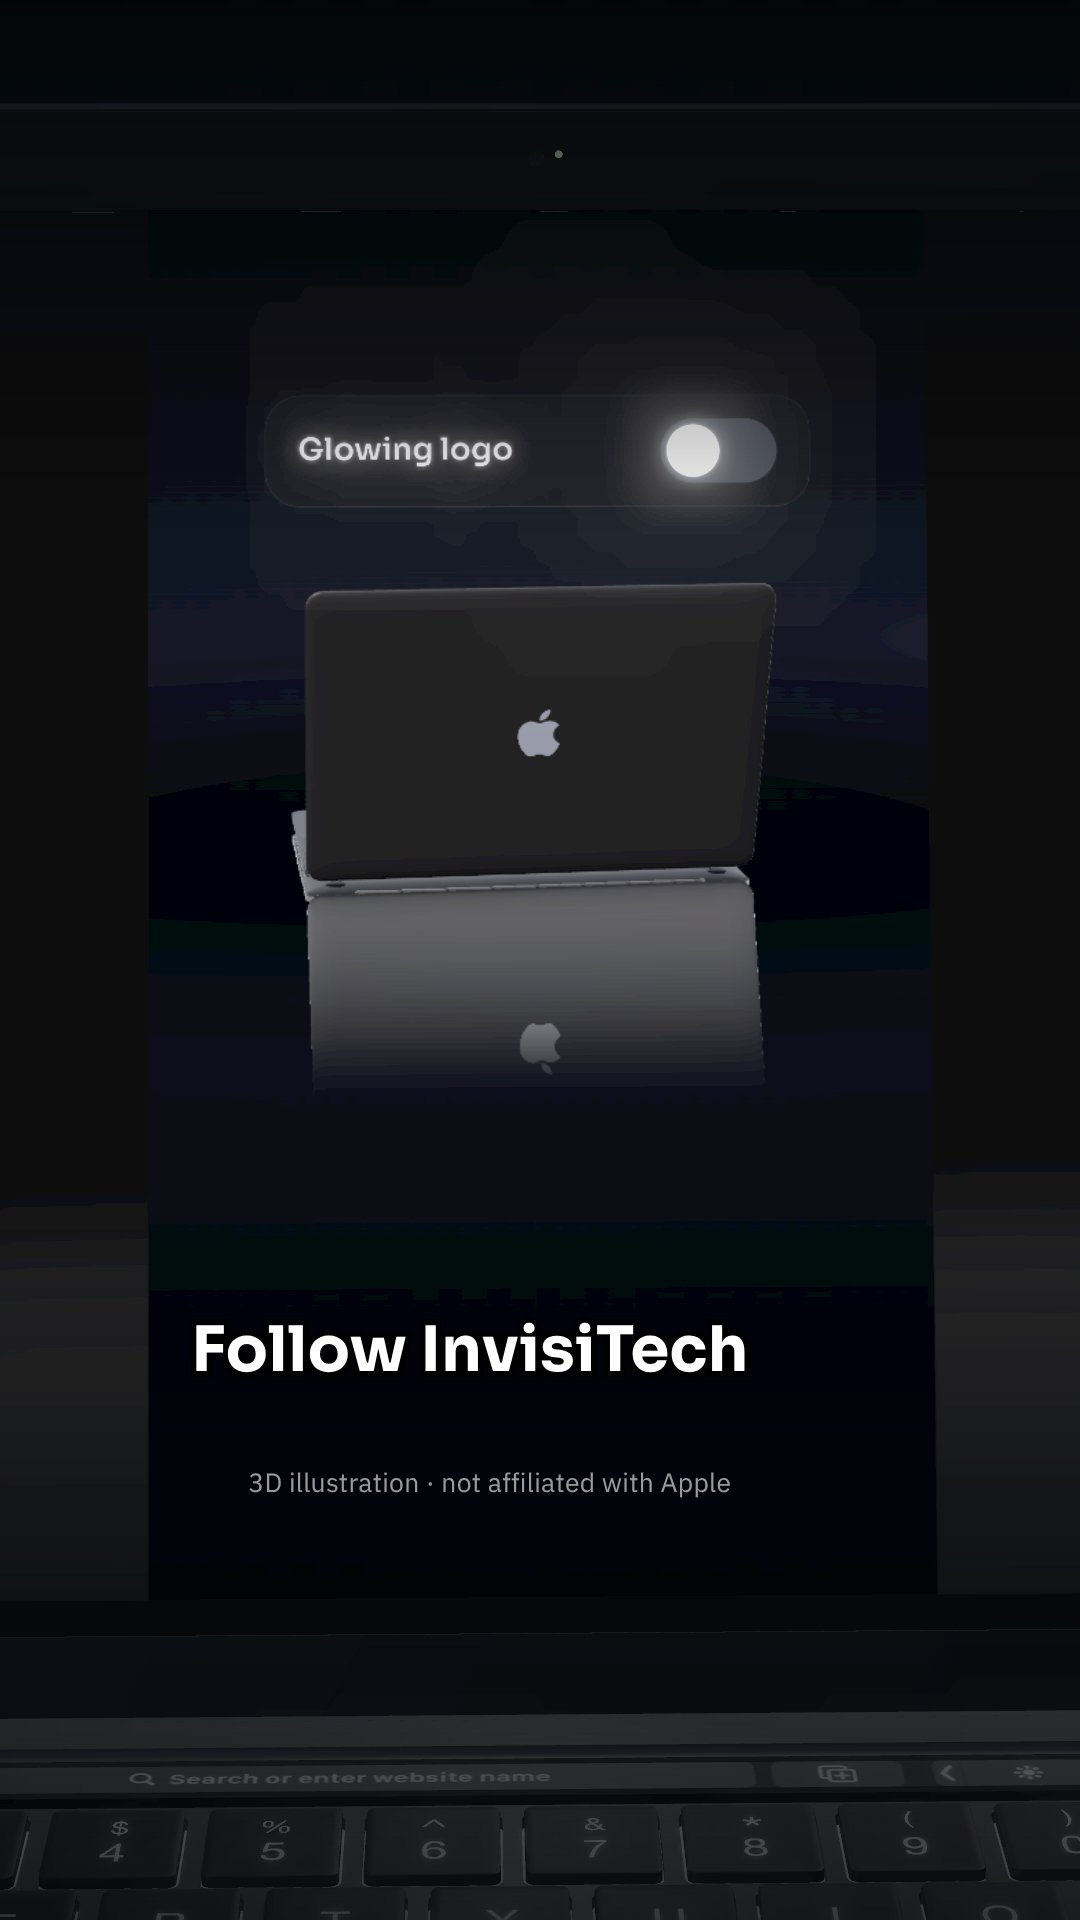 Glowing logo
Follow InvisiTech
3D illustration · not affiliated with Apple
Search or enter website name
$ % ^ & * ( )
4 5 6 7 8 9 0